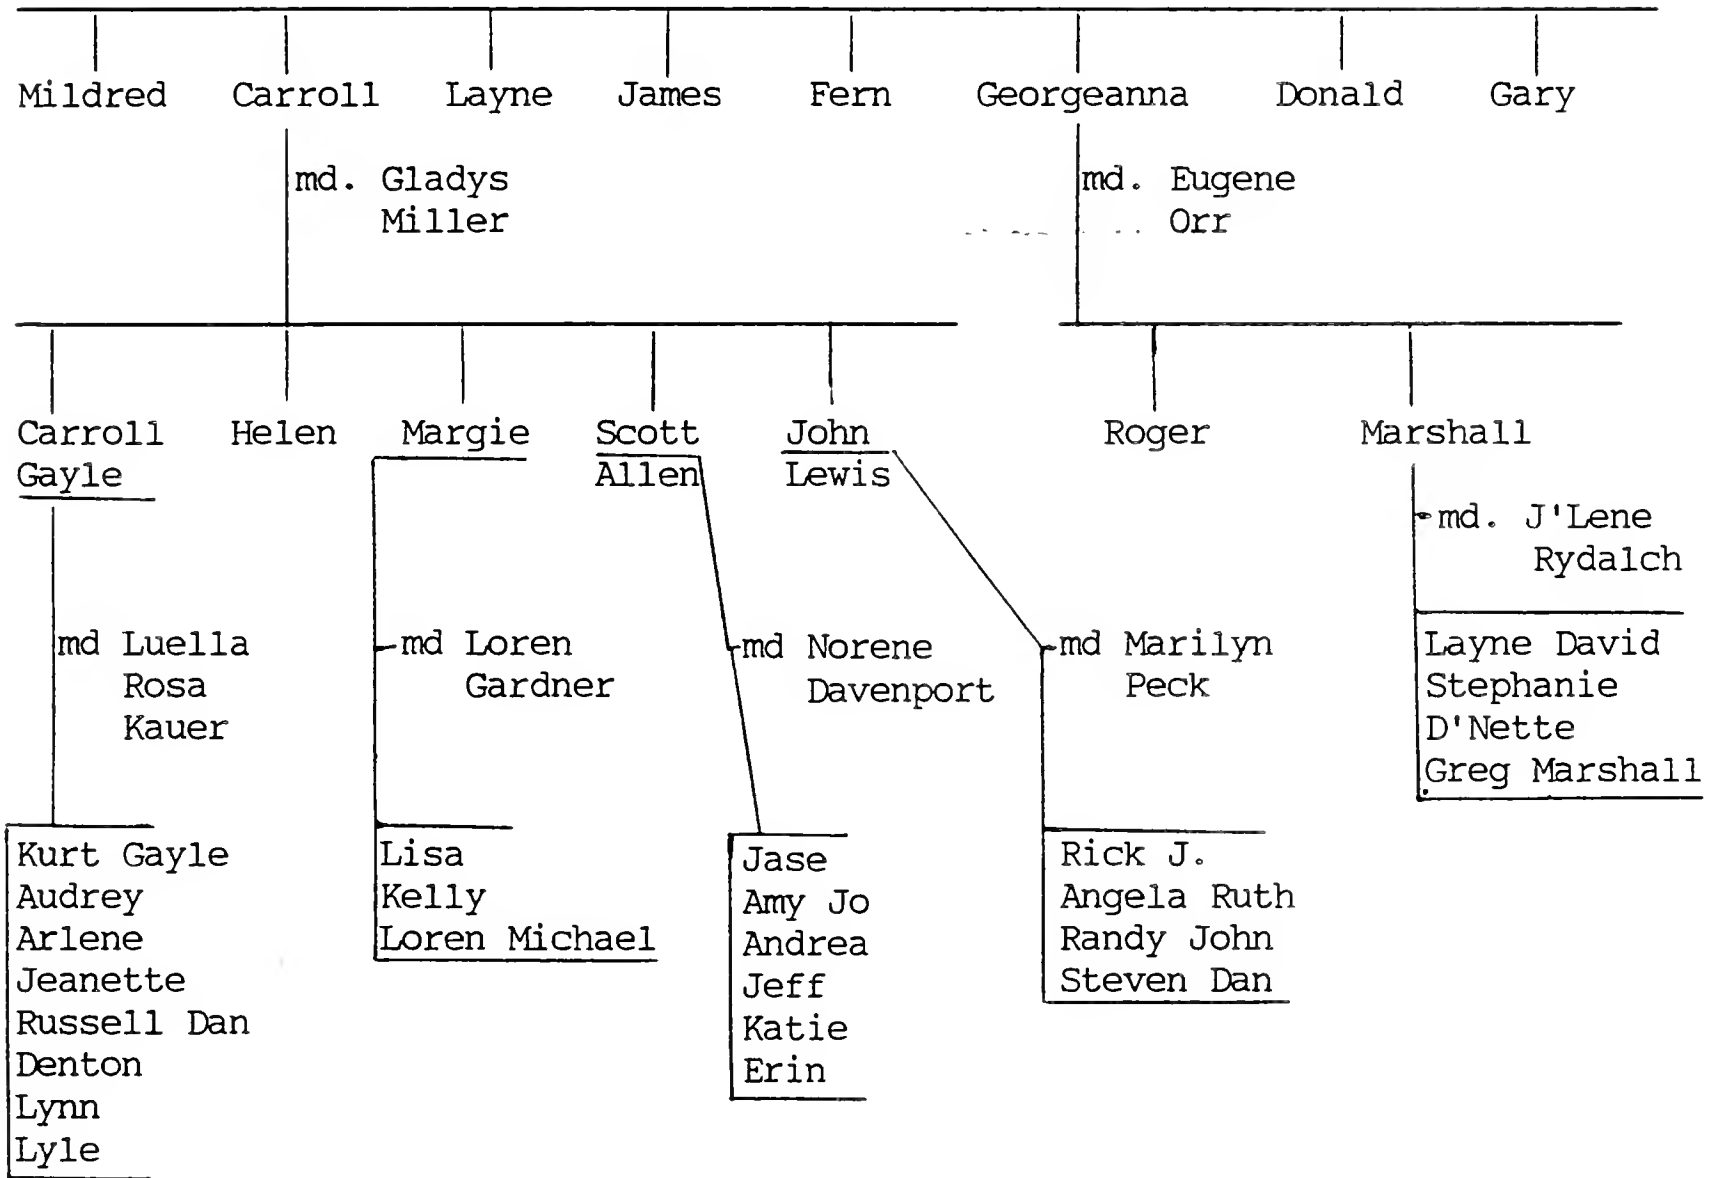 Mildred Carroll Layne James Fern Georgeanna Donald Gary
md. Gladys
Miller
md. Eugene
Orr
Carroll
Gayle
Helen
Margie
Scott
Allen
John
Lewis
Roger
Marshall
md. J'Lene
Rydalch
md Luella
Rosa
Kauer
md Loren
Gardner
md Norene
Davenport
md Marilyn
Peck
Layne David
Stephanie
D'Nette
Greg Marshall
Kurt Gayle
Audrey
Arlene
Jeanette
Russell Dan
Denton
Lynn
Lyle
Lisa
Kelly
Loren Michael
Jase
Amy Jo
Andrea
Jeff
Katie
Erin
Rick J.
Angela Ruth
Randy John
Steven Dan